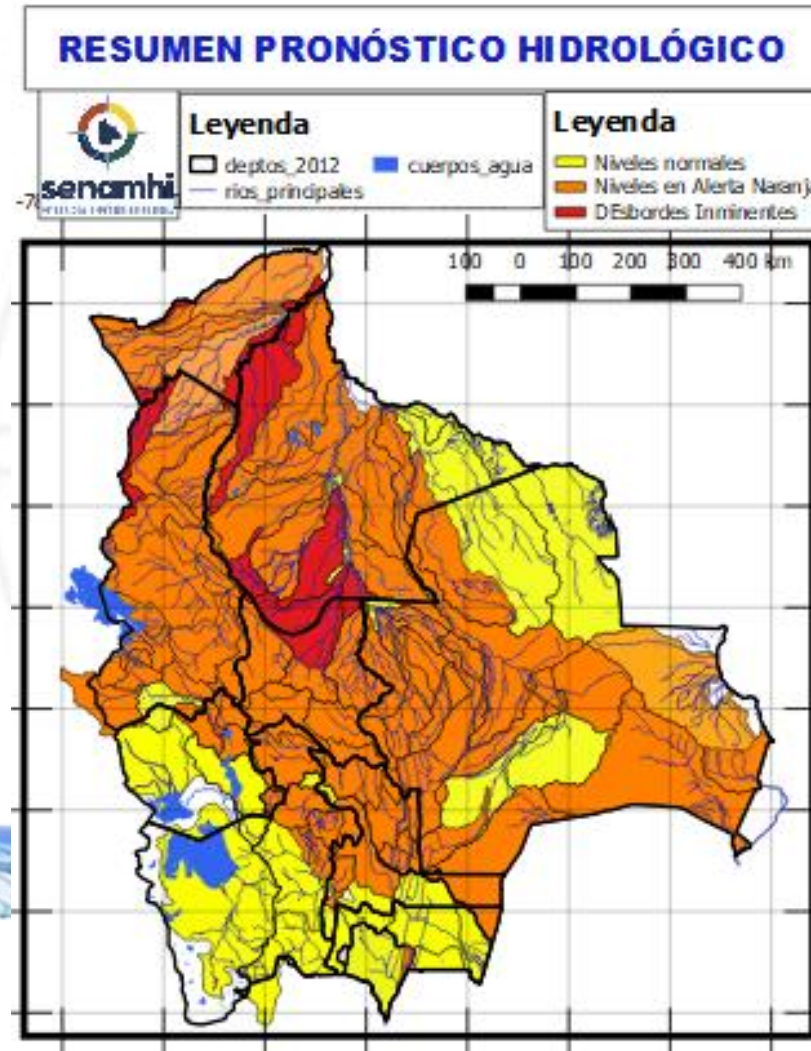 RESUMEN PRONÓSTICO HIDROLÓGICO
senamhi
Leyenda
deptos_2012
cuerpos_agua
rios_principales
Leyenda
Niveles normales
Niveles en Alerta Naranja
DEsbordes Inminentes
100 0 100 200 300 400 km